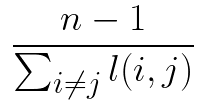 n − 1
∑i≠j l(i, j)